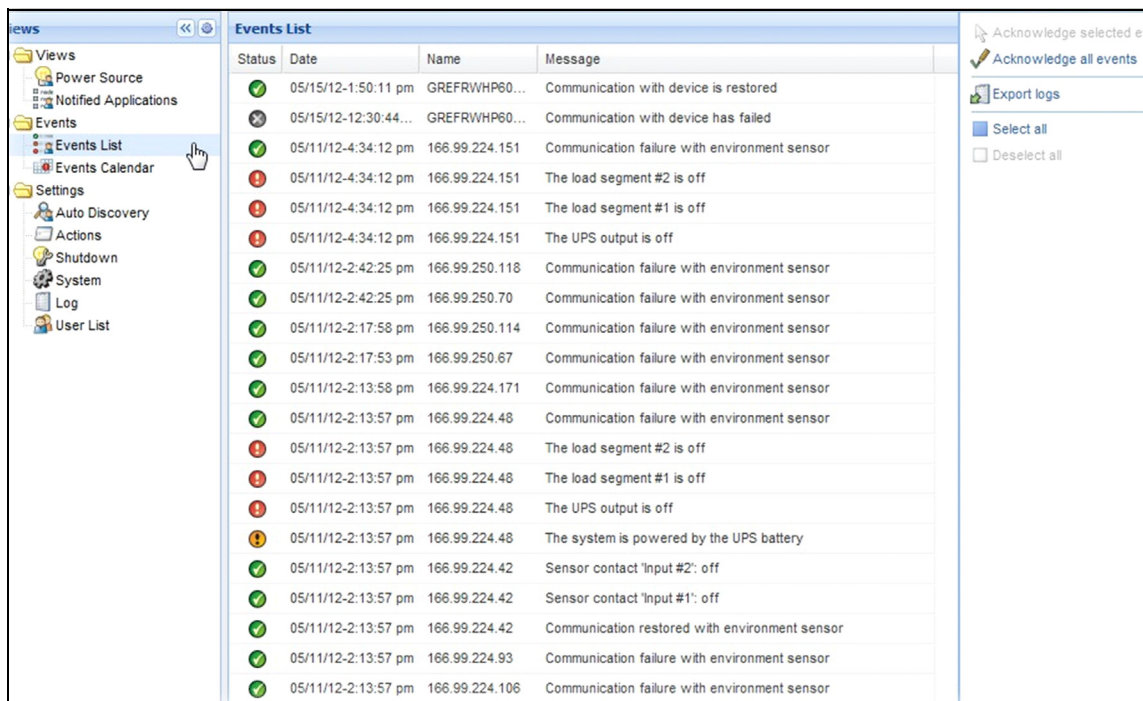 iews
Views
Power Source
Notified Applications
Events
Events List
Events Calendar
Settings
Auto Discovery
Actions
Shutdown
System
Log
User List
Events List
Status Date Name Message
05/15/12-1:50:11 pm GREFRWHP60... Communication with device is restored
05/15/12-12:30:44... GREFRWHP60... Communication with device has failed
05/11/12-4:34:12 pm 166.99.224.151 Communication failure with environment sensor
05/11/12-4:34:12 pm 166.99.224.151 The load segment #2 is off
05/11/12-4:34:12 pm 166.99.224.151 The load segment #1 is off
05/11/12-4:34:12 pm 166.99.224.151 The UPS output is off
05/11/12-2:42:25 pm 166.99.250.118 Communication failure with environment sensor
05/11/12-2:42:25 pm 166.99.250.70 Communication failure with environment sensor
05/11/12-2:17:58 pm 166.99.250.114 Communication failure with environment sensor
05/11/12-2:17:53 pm 166.99.250.67 Communication failure with environment sensor
05/11/12-2:13:58 pm 166.99.224.171 Communication failure with environment sensor
05/11/12-2:13:57 pm 166.99.224.48 Communication failure with environment sensor
05/11/12-2:13:57 pm 166.99.224.48 The load segment #2 is off
05/11/12-2:13:57 pm 166.99.224.48 The load segment #1 is off
05/11/12-2:13:57 pm 166.99.224.48 The UPS output is off
05/11/12-2:13:57 pm 166.99.224.48 The system is powered by the UPS battery
05/11/12-2:13:57 pm 166.99.224.42 Sensor contact 'Input #2': off
05/11/12-2:13:57 pm 166.99.224.42 Sensor contact 'Input #1': off
05/11/12-2:13:57 pm 166.99.224.42 Communication restored with environment sensor
05/11/12-2:13:57 pm 166.99.224.93 Communication failure with environment sensor
05/11/12-2:13:57 pm 166.99.224.106 Communication failure with environment sensor
Acknowledge selected e
Acknowledge all events
Export logs
Select all
Deselect all